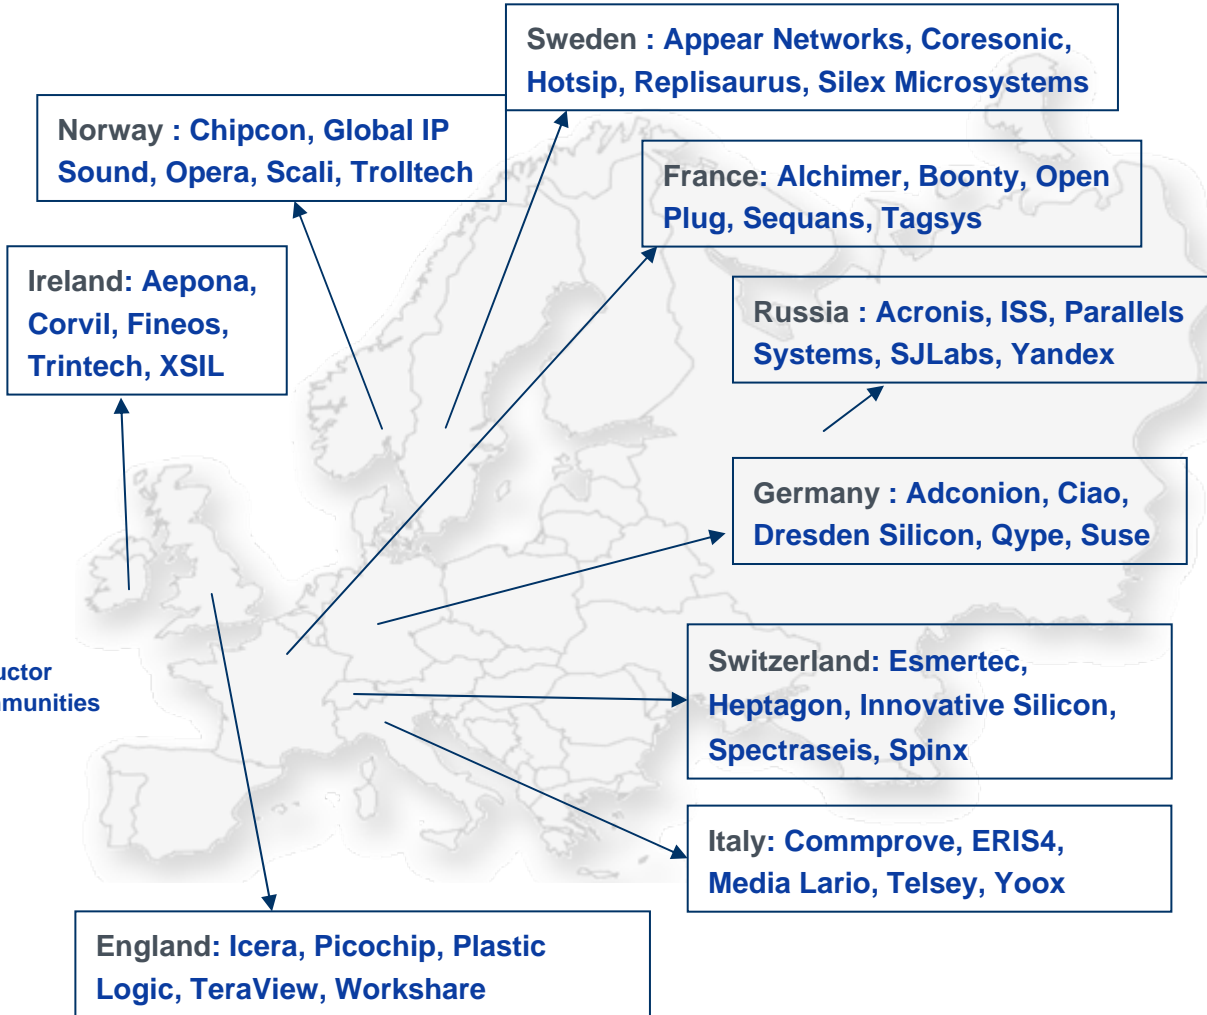 Sweden : Appear Networks, Coresonic,
Hotsip, Replisaurus, Silex Microsystems
Norway : Chipcon, Global IP
Sound, Opera, Scali, Trolltech
France: Alchimer, Boonty, Open
Plug, Sequans, Tagsys
Ireland: Aepona,
Corvil, Fineos,
Trintech, XSIL
Russia : Acronis, ISS, Parallels
Systems, SJLabs, Yandex
Germany : Adconion, Ciao,
Dresden Silicon, Qype, Suse
Switzerland: Esmertec,
Heptagon, Innovative Silicon,
Spectraseis, Spinx
Italy: Commprove, ERIS4,
Media Lario, Telsey, Yoox
England: Icera, Picochip, Plastic
Logic, TeraView, Workshare